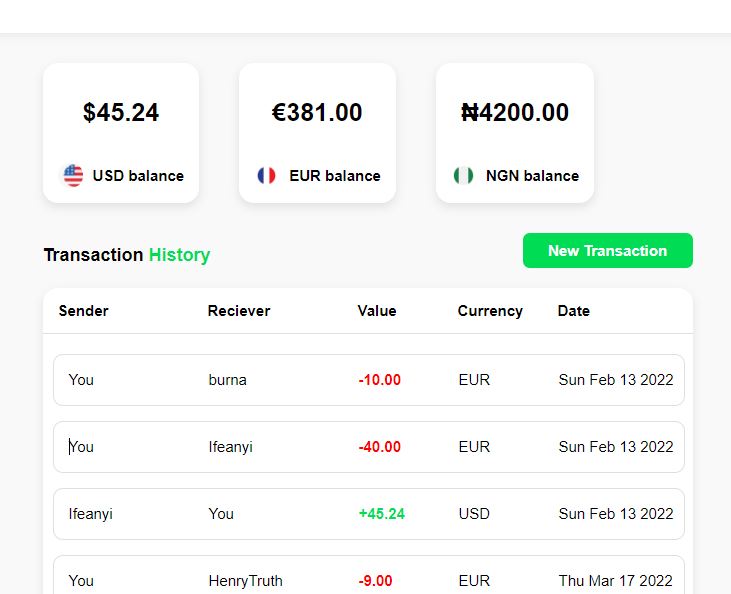 $45.24 €381.00 ₦4200.00
USD balance EUR balance NGN balance
Transaction History New Transaction
Sender Reciever Value Currency Date
You burna -10.00 EUR Sun Feb 13 2022
You Ifeanyi -40.00 EUR Sun Feb 13 2022
Ifeanyi You +45.24 USD Sun Feb 13 2022
You HenryTruth -9.00 EUR Thu Mar 17 2022